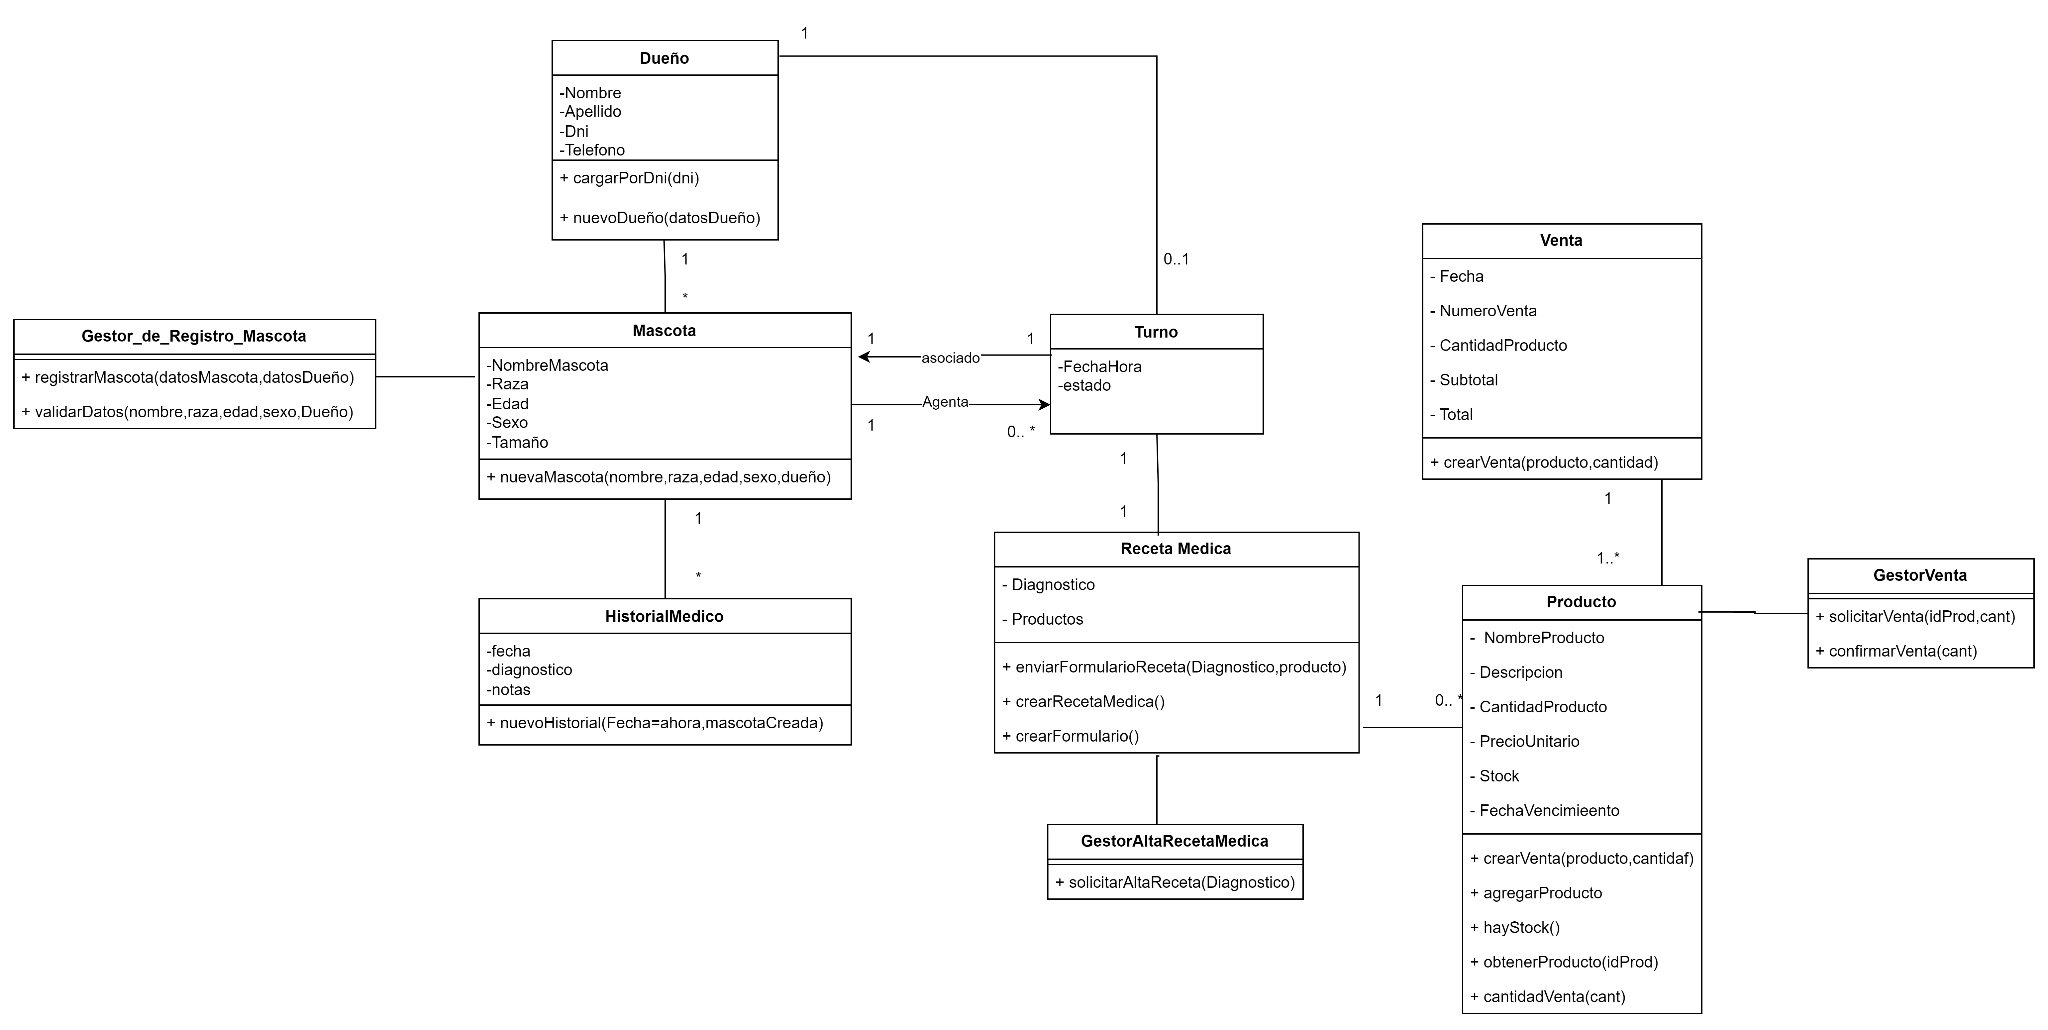 1
Dueño
-Nombre
-Apellido
-Dni
-Telefono
+ cargarPorDni(dni)
+ nuevoDueño(datosDueño)
1
*
0..1
Gestor_de_Registro_Mascota
+ registrarMascota(datosMascota,datosDueño)
+ validarDatos(nombre,raza,edad,sexo,Dueño)
Mascota
-NombreMascota
-Raza
-Edad
-Sexo
-Tamaño
+ nuevaMascota(nombre,raza,edad,sexo,dueño)
1
asociado
1
Agenta
1
0.. *
Turno
-FechaHora
-estado
1
*
HistorialMedico
-fecha
-diagnostico
-notas
+ nuevoHistorial(Fecha=ahora,mascotaCreada)
1
1
Receta Medica
- Diagnostico
- Productos
+ enviarFormularioReceta(Diagnostico,producto)
+ crearRecetaMedica()
+ crearFormulario()
1
0.. *
GestorAltaRecetaMedica
+ solicitarAltaReceta(Diagnostico)
Venta
- Fecha
- NumeroVenta
- CantidadProducto
- Subtotal
- Total
+ crearVenta(producto,cantidad)
1
1..*
Producto
- NombreProducto
- Descripcion
- CantidadProducto
- PrecioUnitario
- Stock
- FechaVencimieento
+ crearVenta(producto,cantidaf)
+ agregarProducto
+ hayStock()
+ obtenerProducto(idProd)
+ cantidadVenta(cant)
GestorVenta
+ solicitarVenta(idProd,cant)
+ confirmarVenta(cant)